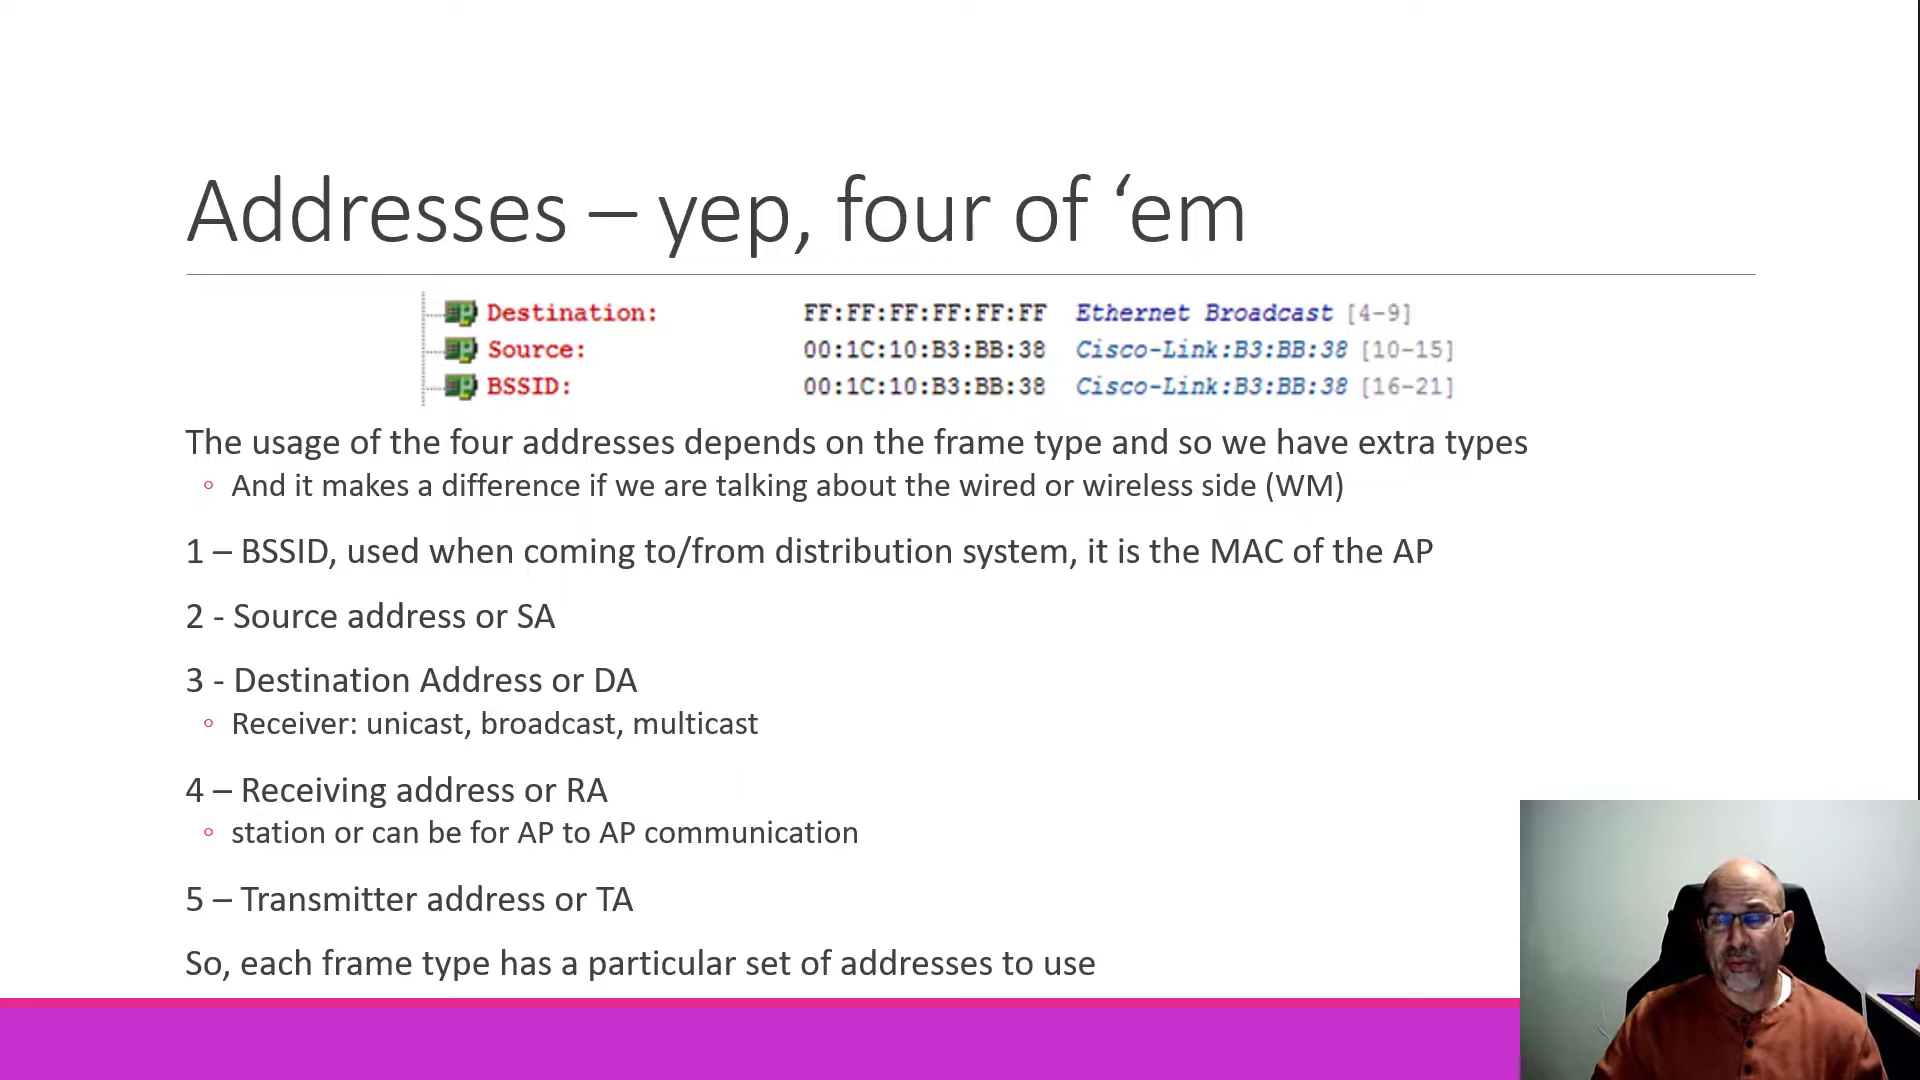 Addresses – yep, four of ‘em
Destination: FF:FF:FF:FF:FF:FF Ethernet Broadcast [4-9]
Source: 00:1C:10:B3:BB:38 Cisco-Link:B3:BB:38 [10-15]
BSSID: 00:1C:10:B3:BB:38 Cisco-Link:B3:BB:38 [16-21]
The usage of the four addresses depends on the frame type and so we have extra types
◦ And it makes a difference if we are talking about the wired or wireless side (WM)
1 – BSSID, used when coming to/from distribution system, it is the MAC of the AP
2 - Source address or SA
3 - Destination Address or DA
◦ Receiver: unicast, broadcast, multicast
4 – Receiving address or RA
◦ station or can be for AP to AP communication
5 – Transmitter address or TA
So, each frame type has a particular set of addresses to use